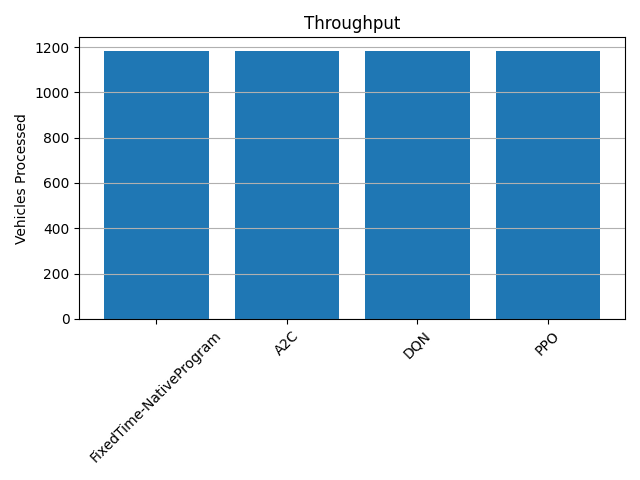 Throughput
Vehicles Processed
1200
1000
800
600
400
200
0
FixedTime-NativeProgram
A2C
DQN
PPO